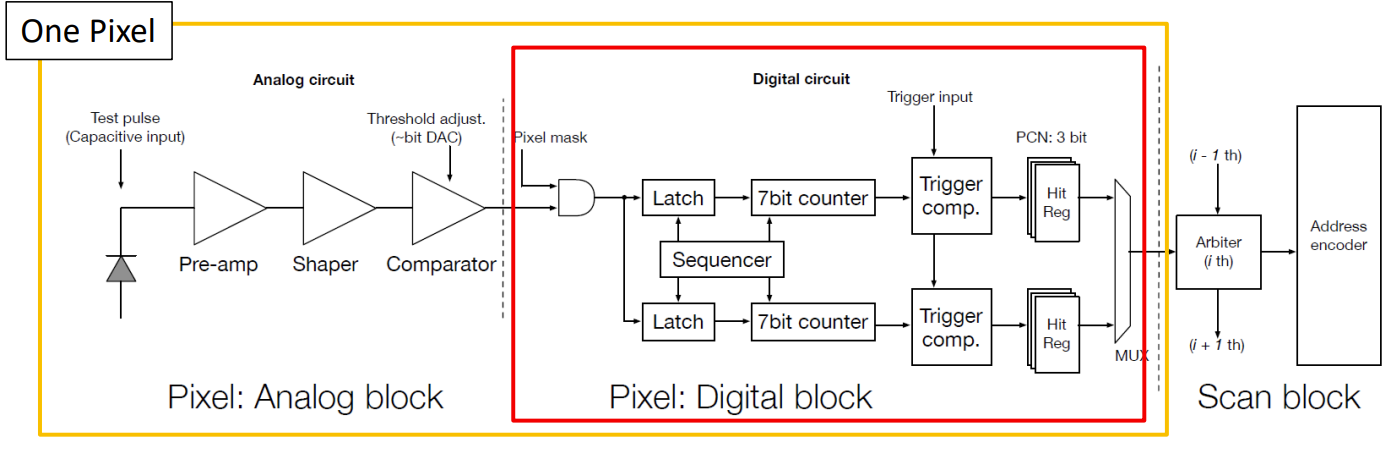 One Pixel
Analog circuit
Digital circuit
Test pulse
(Capacitive input)
Threshold adjust.
(~bit DAC)
Pixel mask
Trigger input
PCN: 3 bit
Pre-amp
Shaper
Comparator
Latch
7bit counter
Trigger
comp.
Hit
Reg
Sequencer
Latch
7bit counter
Trigger
comp.
Hit
Reg
MUX
(i - 1 th)
Arbiter
(i th)
(i + 1 th)
Address
encoder
Pixel: Analog block
Pixel: Digital block
Scan block